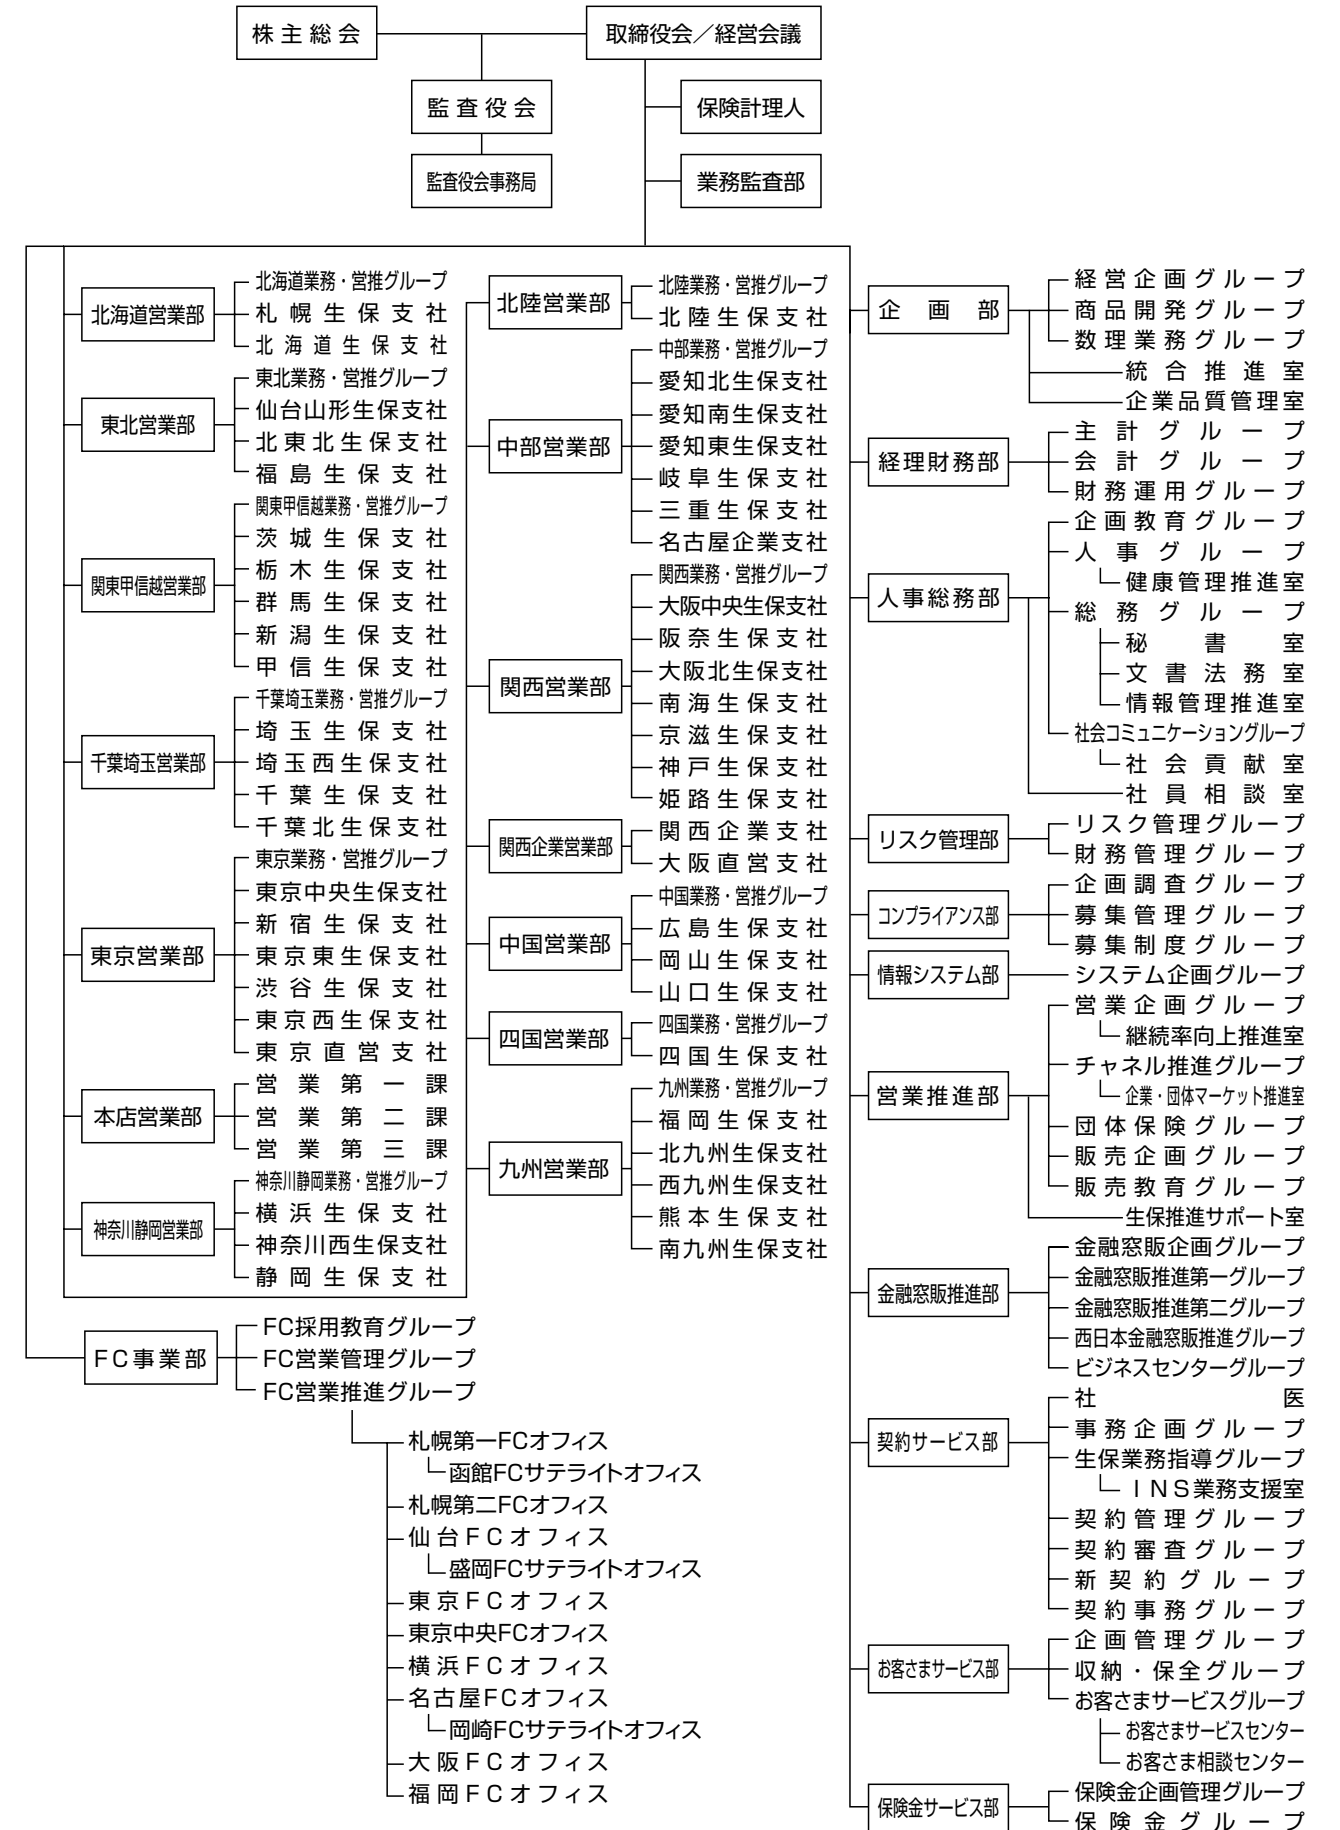 株主総会
取締役会／経営会議
監査役会
保険計理人
監査役会事務局
業務監査部
北海道営業部
北海道業務・営推グループ
札幌生保支社
北海道生保支社
東北営業部
東北業務・営推グループ
仙台山形生保支社
北東北生保支社
福島生保支社
関東甲信越営業部
関東甲信越業務・営推グループ
茨城生保支社
栃木生保支社
群馬生保支社
新潟生保支社
甲信生保支社
千葉埼玉営業部
千葉埼玉業務・営推グループ
埼玉生保支社
埼玉西生保支社
千葉生保支社
千葉北生保支社
東京営業部
東京業務・営推グループ
東京中央生保支社
新宿生保支社
東京東生保支社
渋谷生保支社
東京西生保支社
東京直営支社
本店営業部
営業第一課
営業第二課
営業第三課
神奈川静岡営業部
神奈川静岡業務・営推グループ
横浜生保支社
神奈川西生保支社
静岡生保支社
北陸営業部
北陸業務・営推グループ
北陸生保支社
中部営業部
中部業務・営推グループ
愛知北生保支社
愛知南生保支社
愛知東生保支社
岐阜生保支社
三重生保支社
名古屋企業支社
関西営業部
関西業務・営推グループ
大阪中央生保支社
阪奈生保支社
大阪北生保支社
南海生保支社
京滋生保支社
神戸生保支社
姫路生保支社
関西企業営業部
関西企業支社
大阪直営支社
中国営業部
中国業務・営推グループ
広島生保支社
岡山生保支社
山口生保支社
四国営業部
四国業務・営推グループ
四国生保支社
九州営業部
九州業務・営推グループ
福岡生保支社
北九州生保支社
西九州生保支社
熊本生保支社
南九州生保支社
FC事業部
FC採用教育グループ
FC営業管理グループ
FC営業推進グループ
札幌第一FCオフィス
函館FCサテライトオフィス
札幌第二FCオフィス
仙台FCオフィス
盛岡FCサテライトオフィス
東京FCオフィス
東京中央FCオフィス
横浜FCオフィス
名古屋FCオフィス
岡崎FCサテライトオフィス
大阪FCオフィス
福岡FCオフィス
企画部
経営企画グループ
商品開発グループ
数理業務グループ
統合推進室
企業品質管理室
経理財務部
主計グループ
会計グループ
財務運用グループ
人事総務部
企画教育グループ
人事グループ
健康管理推進室
総務グループ
秘書室
文書法務室
情報管理推進室
社会コミュニケーショングループ
社会貢献室
社員相談室
リスク管理部
リスク管理グループ
財務管理グループ
コンプライアンス部
企画調査グループ
募集管理グループ
募集制度グループ
情報システム部
システム企画グループ
営業推進部
営業企画グループ
継続率向上推進室
チャネル推進グループ
企業・団体マーケット推進室
団体保険グループ
販売企画グループ
販売教育グループ
生保推進サポート室
金融窓販推進部
金融窓販企画グループ
金融窓販推進第一グループ
金融窓販推進第二グループ
西日本金融窓販推進グループ
ビジネスセンターグループ
契約サービス部
社医
事務企画グループ
生保業務指導グループ
INS業務支援室
契約管理グループ
契約審査グループ
新契約グループ
契約事務グループ
お客さまサービス部
企画管理グループ
収納・保全グループ
お客さまサービスグループ
お客さまサービスセンター
お客さま相談センター
保険金サービス部
保険金企画管理グループ
保険金グループ